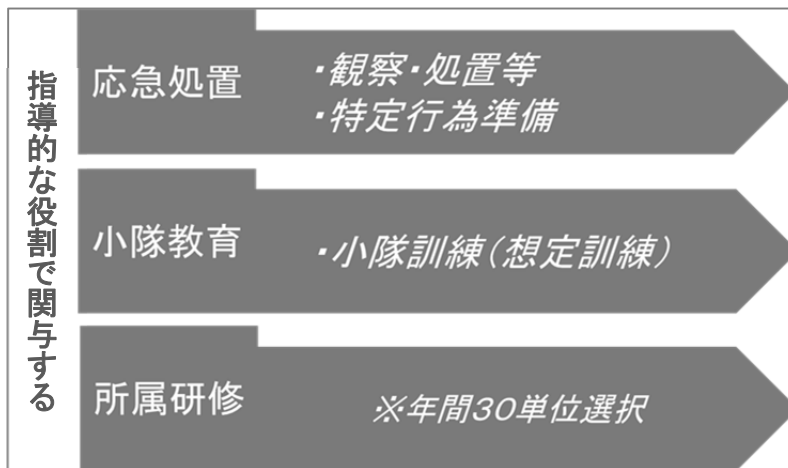 指導的な役割で関与する
応急処置
・観察・処置等
・特定行為準備
小隊教育
・小隊訓練(想定訓練)
所属研修
※年間30単位選択